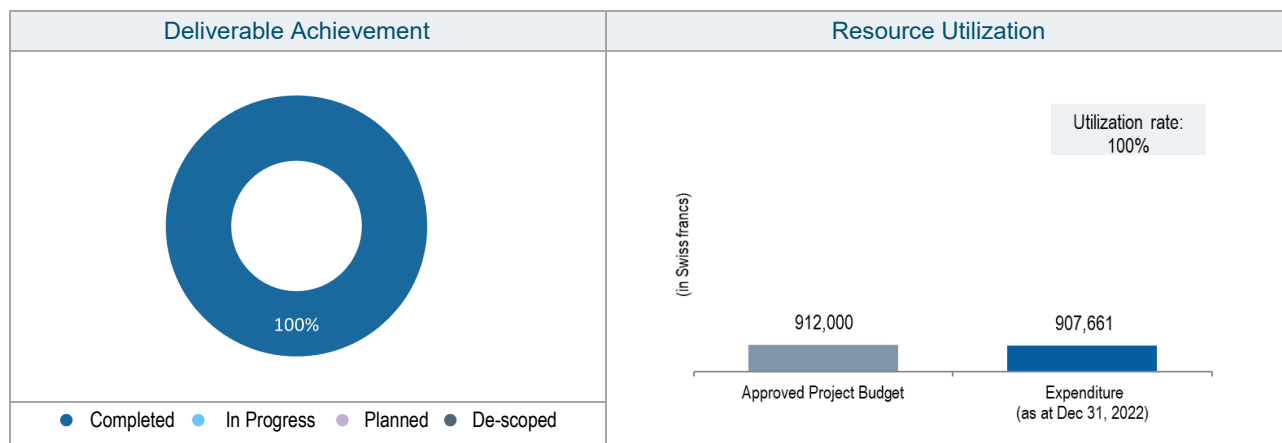 Deliverable Achievement
100%
Completed In Progress Planned De-scoped
Resource Utilization
Utilization rate:
100%
(in Swiss francs)
912,000 907,661
Approved Project Budget Expenditure
(as at Dec 31, 2022)